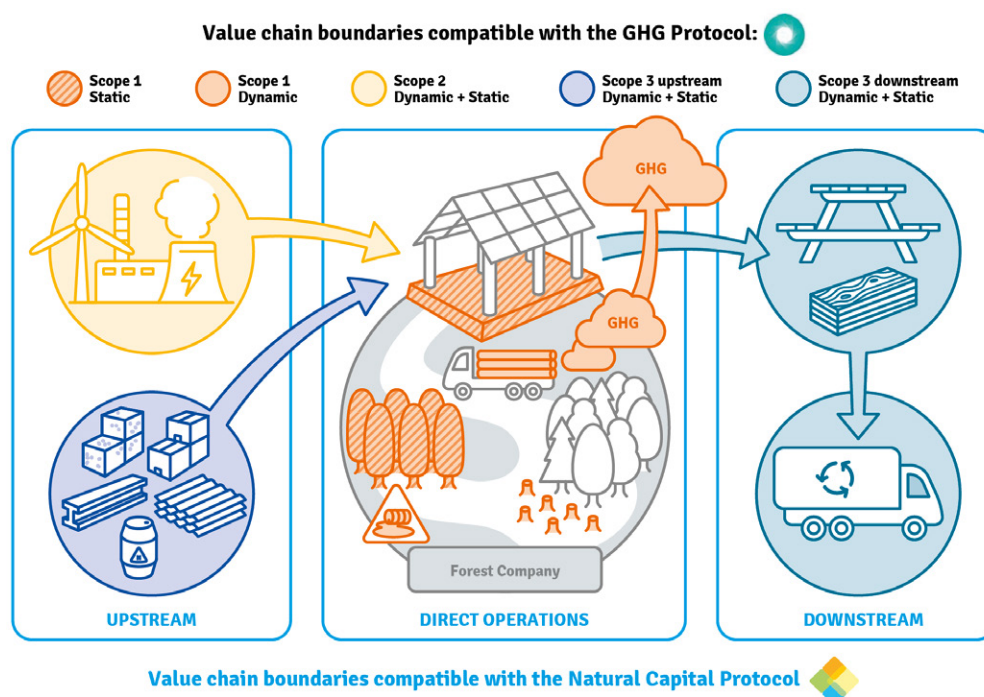 Value chain boundaries compatible with the GHG Protocol:
Scope 1
Static
Scope 1
Dynamic
Scope 2
Dynamic + Static
Scope 3 upstream
Dynamic + Static
Scope 3 downstream
Dynamic + Static
GHG
GHG
Forest Company
UPSTREAM
DIRECT OPERATIONS
DOWNSTREAM
Value chain boundaries compatible with the Natural Capital Protocol